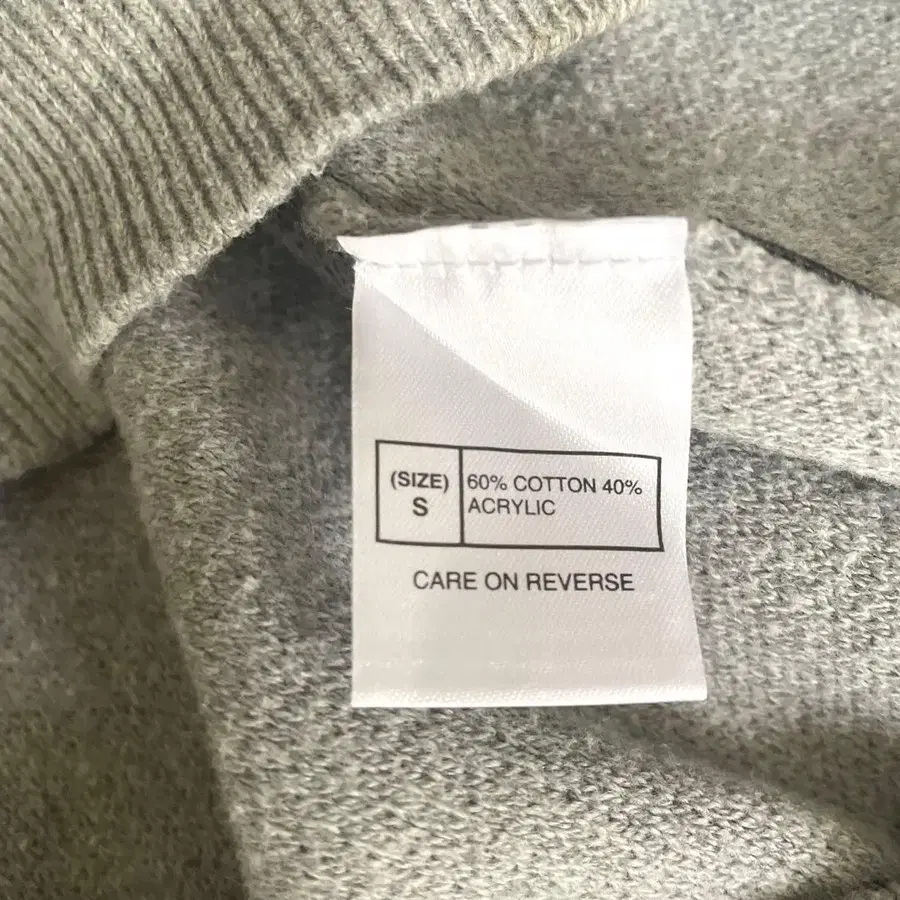 (SIZE)
S
60% COTTON 40%
ACRYLIC
CARE ON REVERSE